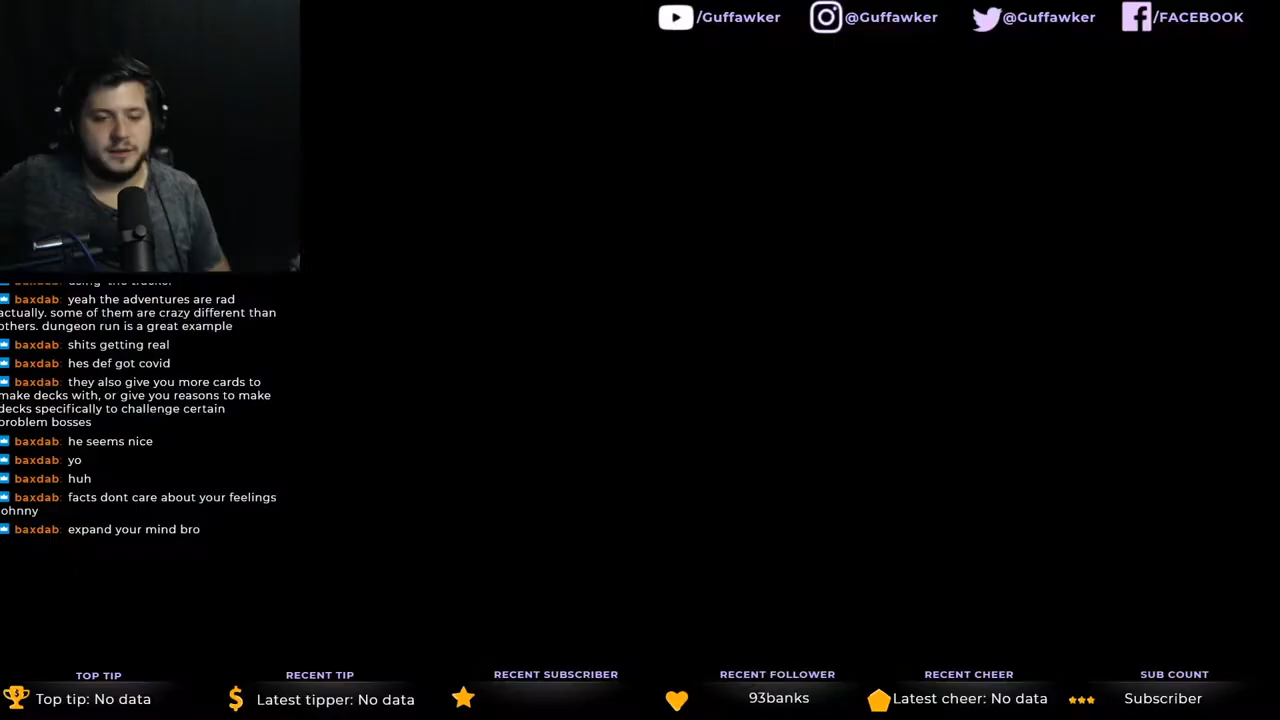 /Guffawker @Guffawker @Guffawker /FACEBOOK
baxdab: yeah the adventures are rad
actually. some of them are crazy different than
others. dungeon run is a great example
baxdab: shits getting real
baxdab: hes def got covid
baxdab: they also give you more cards to
make decks with, or give you reasons to make
decks specifically to challenge certain
problem bosses
baxdab: he seems nice
baxdab: yo
baxdab: huh
baxdab: facts dont care about your feelings
ohnny
baxdab: expand your mind bro
TOP TIP RECENT TIP RECENT SUBSCRIBER RECENT FOLLOWER RECENT CHEER SUB COUNT
Top tip: No data Latest tipper: No data 93banks Latest cheer: No data Subscriber